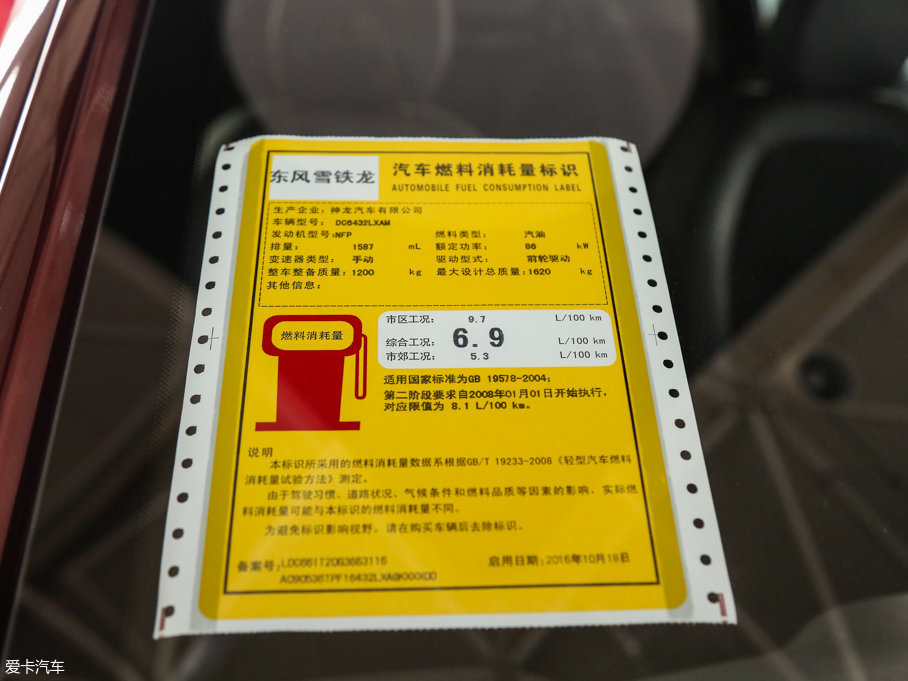 东风雪铁龙
汽车燃料消耗量标识
AUTOMOBILE FUEL CONSUMPTION LABEL
生产企业：神龙汽车有限公司
车辆型号： DC6432LXAM
发动机型号：NFP 燃料类型： 汽油
排量： 1587 mL 额定功率： 86 kW
变速器类型： 手动 驱动型式： 前轮驱动
整车整备质量：1200 kg 最大设计总质量：1620 kg
其他信息：
燃料消耗量
市区工况： 9.7 L/100 km
综合工况： 6.9 L/100 km
市郊工况： 5.3 L/100 km
适用国家标准为GB 19578-2004；
第二阶段要求自2008年01月01日开始执行，
对应限值为 8.1 L/100 km。
说明
本标识所采用的燃料消耗量数据系根据GB/T 19233-2008《轻型汽车燃料
消耗量试验方法》测定。
由于驾驶习惯、道路状况、气候条件和燃料品质等因素的影响，实际燃
料消耗量可能与本标识的燃料消耗量不同。
为避免标识影响视野，请在购买车辆后去除标识。
备案号： 启用日期：2016年10月18日
爱卡汽车